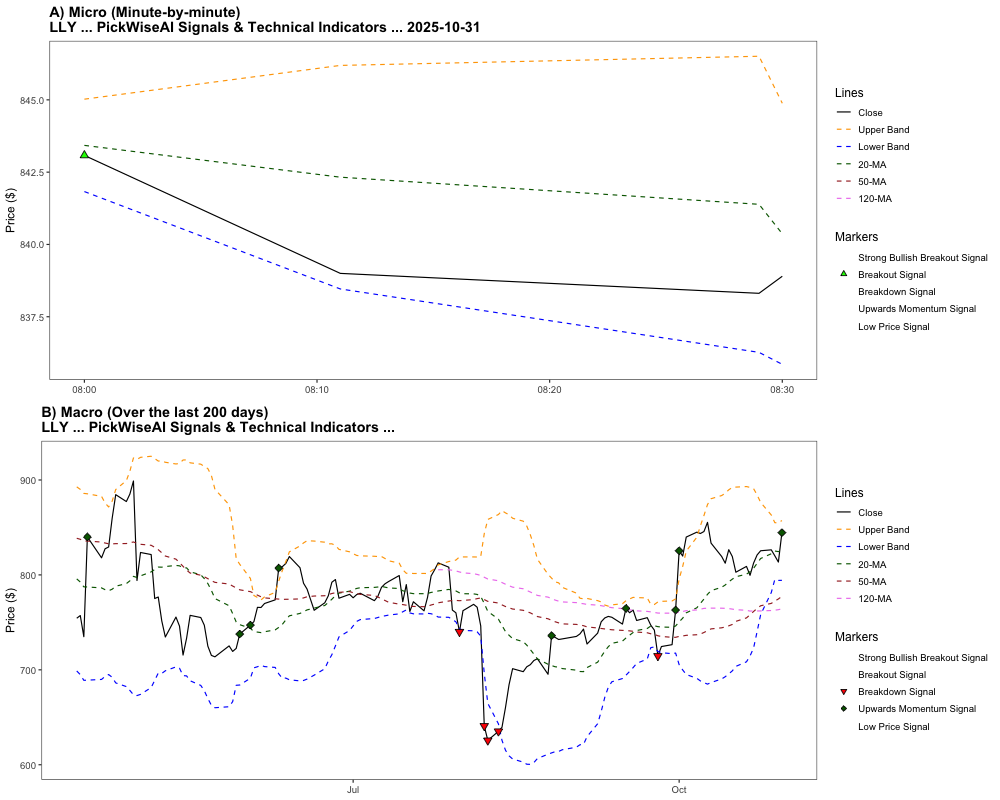 A) Micro (Minute-by-minute)
LLY ... PickWiseAI Signals & Technical Indicators ... 2025-10-31
Price ($)
845.0
842.5
840.0
837.5
08:00
08:10
08:20
08:30
Lines
Close
Upper Band
Lower Band
20-MA
50-MA
120-MA
Markers
Strong Bullish Breakout Signal
Breakout Signal
Breakdown Signal
Upwards Momentum Signal
Low Price Signal
B) Macro (Over the last 200 days)
LLY ... PickWiseAI Signals & Technical Indicators ...
Price ($)
900
800
700
600
Jul
Oct
Lines
Close
Upper Band
Lower Band
20-MA
50-MA
120-MA
Markers
Strong Bullish Breakout Signal
Breakout Signal
Breakdown Signal
Upwards Momentum Signal
Low Price Signal